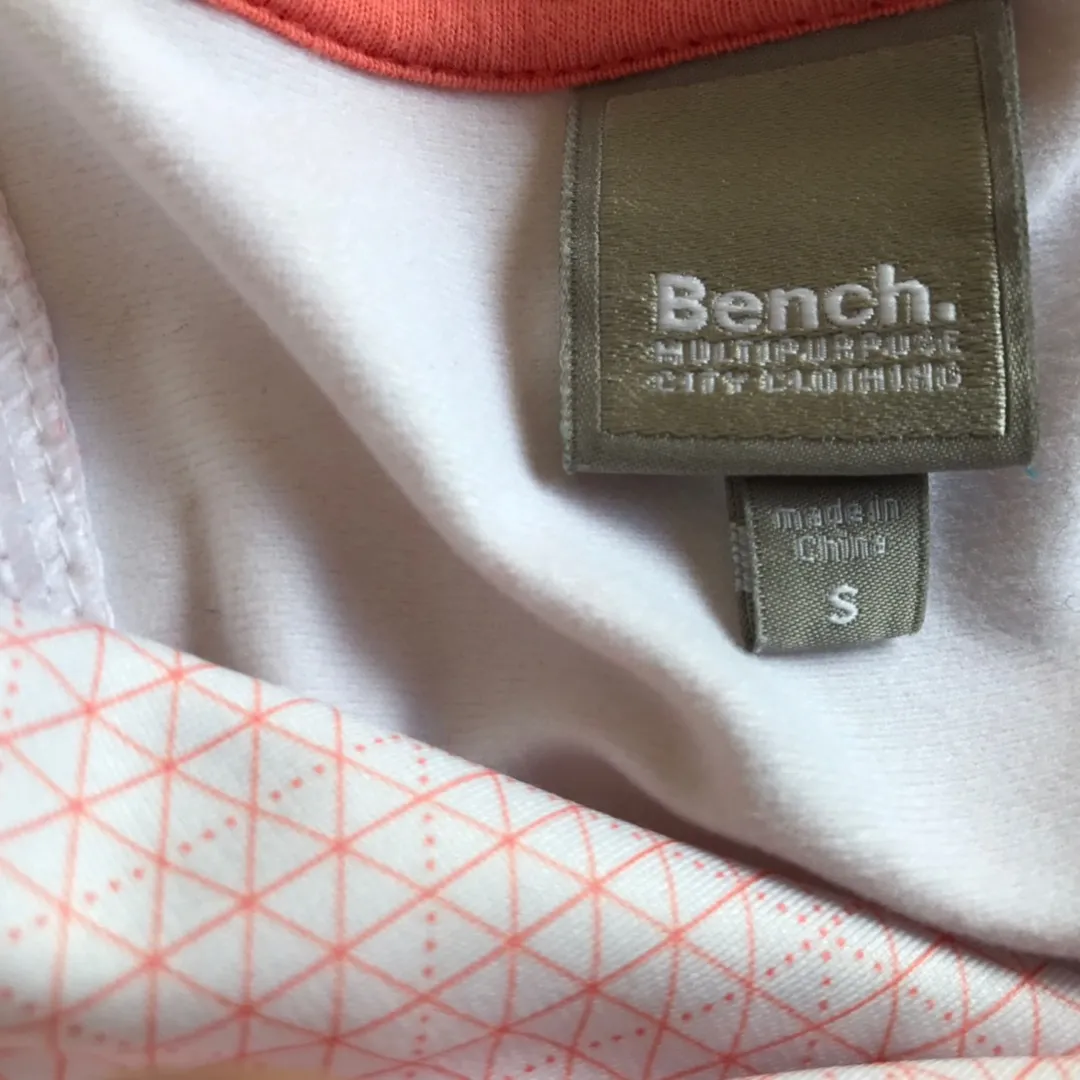 Bench.
MULTIPURPOSE
CITY CLOTHING
made in
China
S